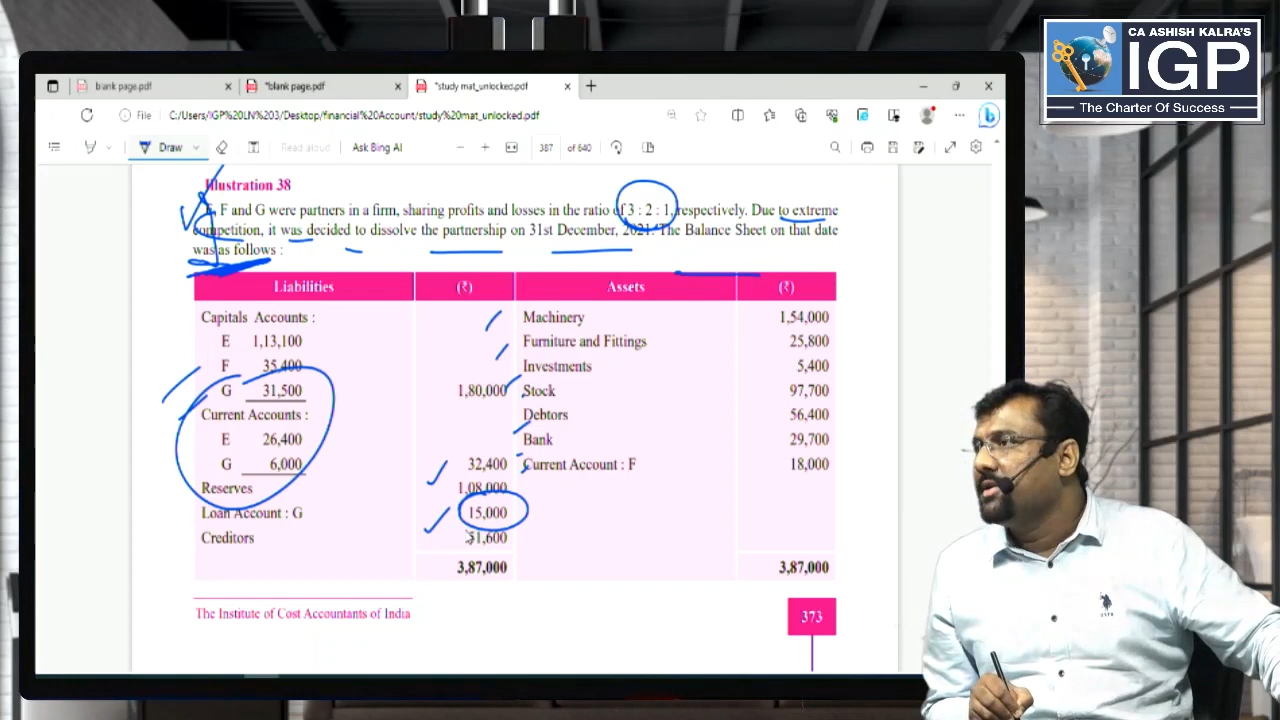 CA ASHISH KALRA'S
IGP
The Charter Of Success
blank page.pdf
*blank page.pdf
*study mat_unlocked.pdf
File
C:/Users/IGP%20LN%203/Desktop/financial%20Account/study%20mat_unlocked.pdf
Draw
Read aloud
Ask Bing AI
387
of 640
Illustration 38
F and G were partners in a firm, sharing profits and losses in the ratio of 3 : 2 : 1, respectively. Due to extreme
competition, it was decided to dissolve the partnership on 31st December, 2021. The Balance Sheet on that date
was as follows :
Liabilities (₹) Assets (₹)
Capitals Accounts : Machinery 1,54,000
E 1,13,100 Furniture and Fittings 25,800
F 35,400 Investments 5,400
G 31,500 1,80,000 Stock 97,700
Current Accounts : Debtors 56,400
E 26,400 Bank 29,700
G 6,000 32,400 Current Account : F 18,000
Reserves 1,08,000
Loan Account : G 15,000
Creditors 51,600
3,87,000 3,87,000
The Institute of Cost Accountants of India
373